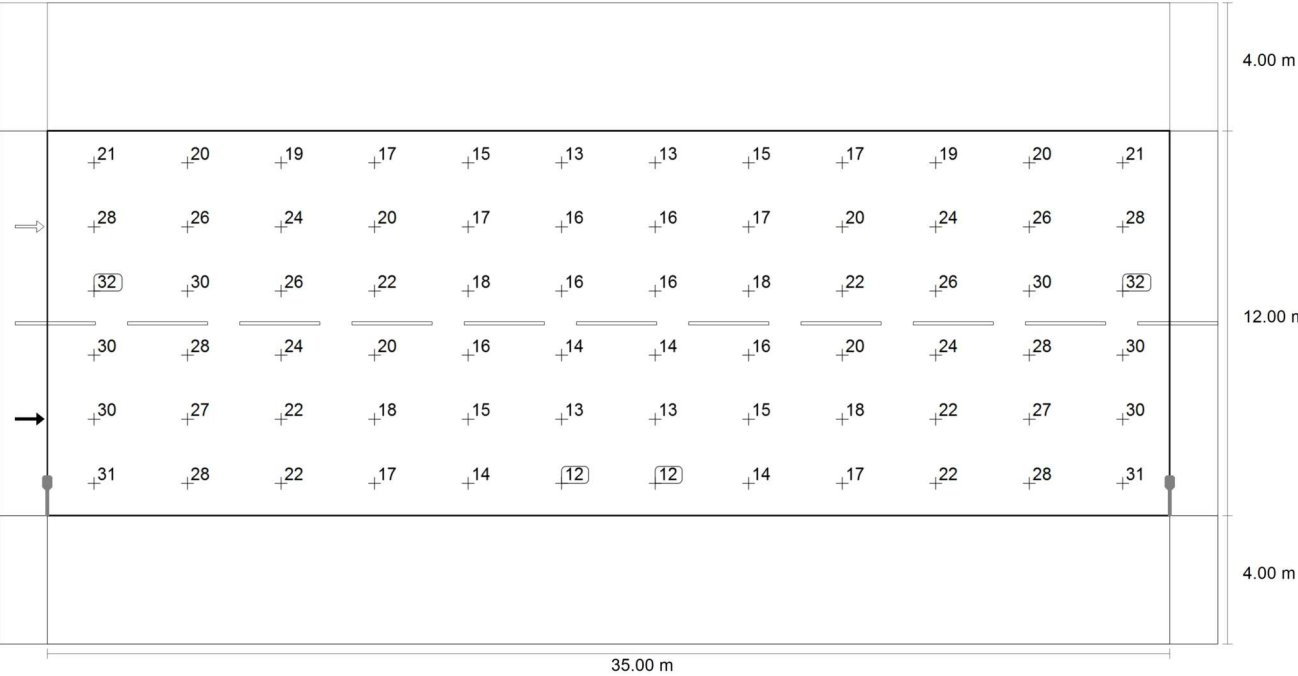 4.00 m
21 20 19 17 15 13 13 15 17 19 20 21
28 26 24 20 17 16 16 17 20 24 26 28
32 30 26 22 18 16 16 18 22 26 30 32
12.00 m
30 28 24 20 16 14 14 16 20 24 28 30
30 27 22 18 15 13 13 15 18 22 27 30
31 28 22 17 14 12 12 14 17 22 28 31
4.00 m
35.00 m